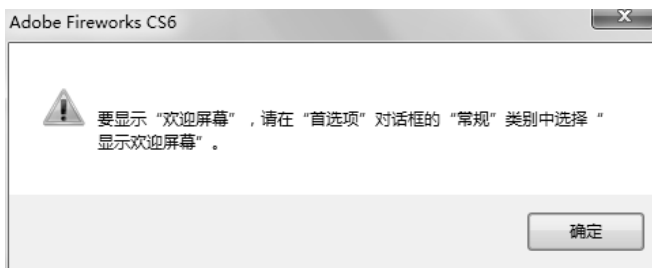 Adobe Fireworks CS6
要显示“欢迎屏幕”，请在“首选项”对话框的“常规”类别中选择“
显示欢迎屏幕”。
确定